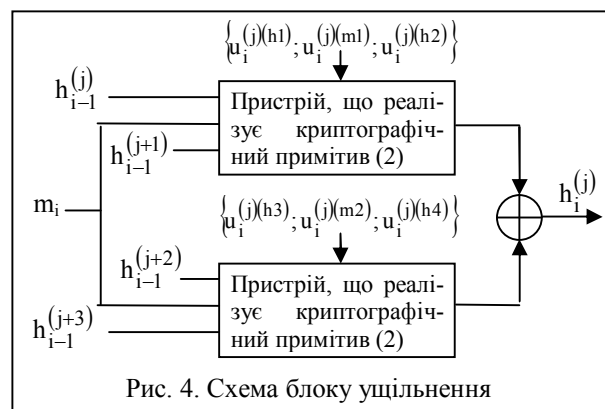 {u_i^{(j)(h1)}; u_i^{(j)(m1)}; u_i^{(j)(h2)}}
h_{i−1}^{(j)}
Пристрій, що реалі-
зує криптографіч-
ний примітив (2)
h_{i−1}^{(j+1)}
m_i
{u_i^{(j)(h3)}; u_i^{(j)(m2)}; u_i^{(j)(h4)}}
h_i^{(j)}
h_{i−1}^{(j+2)}
Пристрій, що реалі-
зує криптографіч-
ний примітив (2)
h_{i−1}^{(j+3)}
Рис. 4. Схема блоку ущільнення